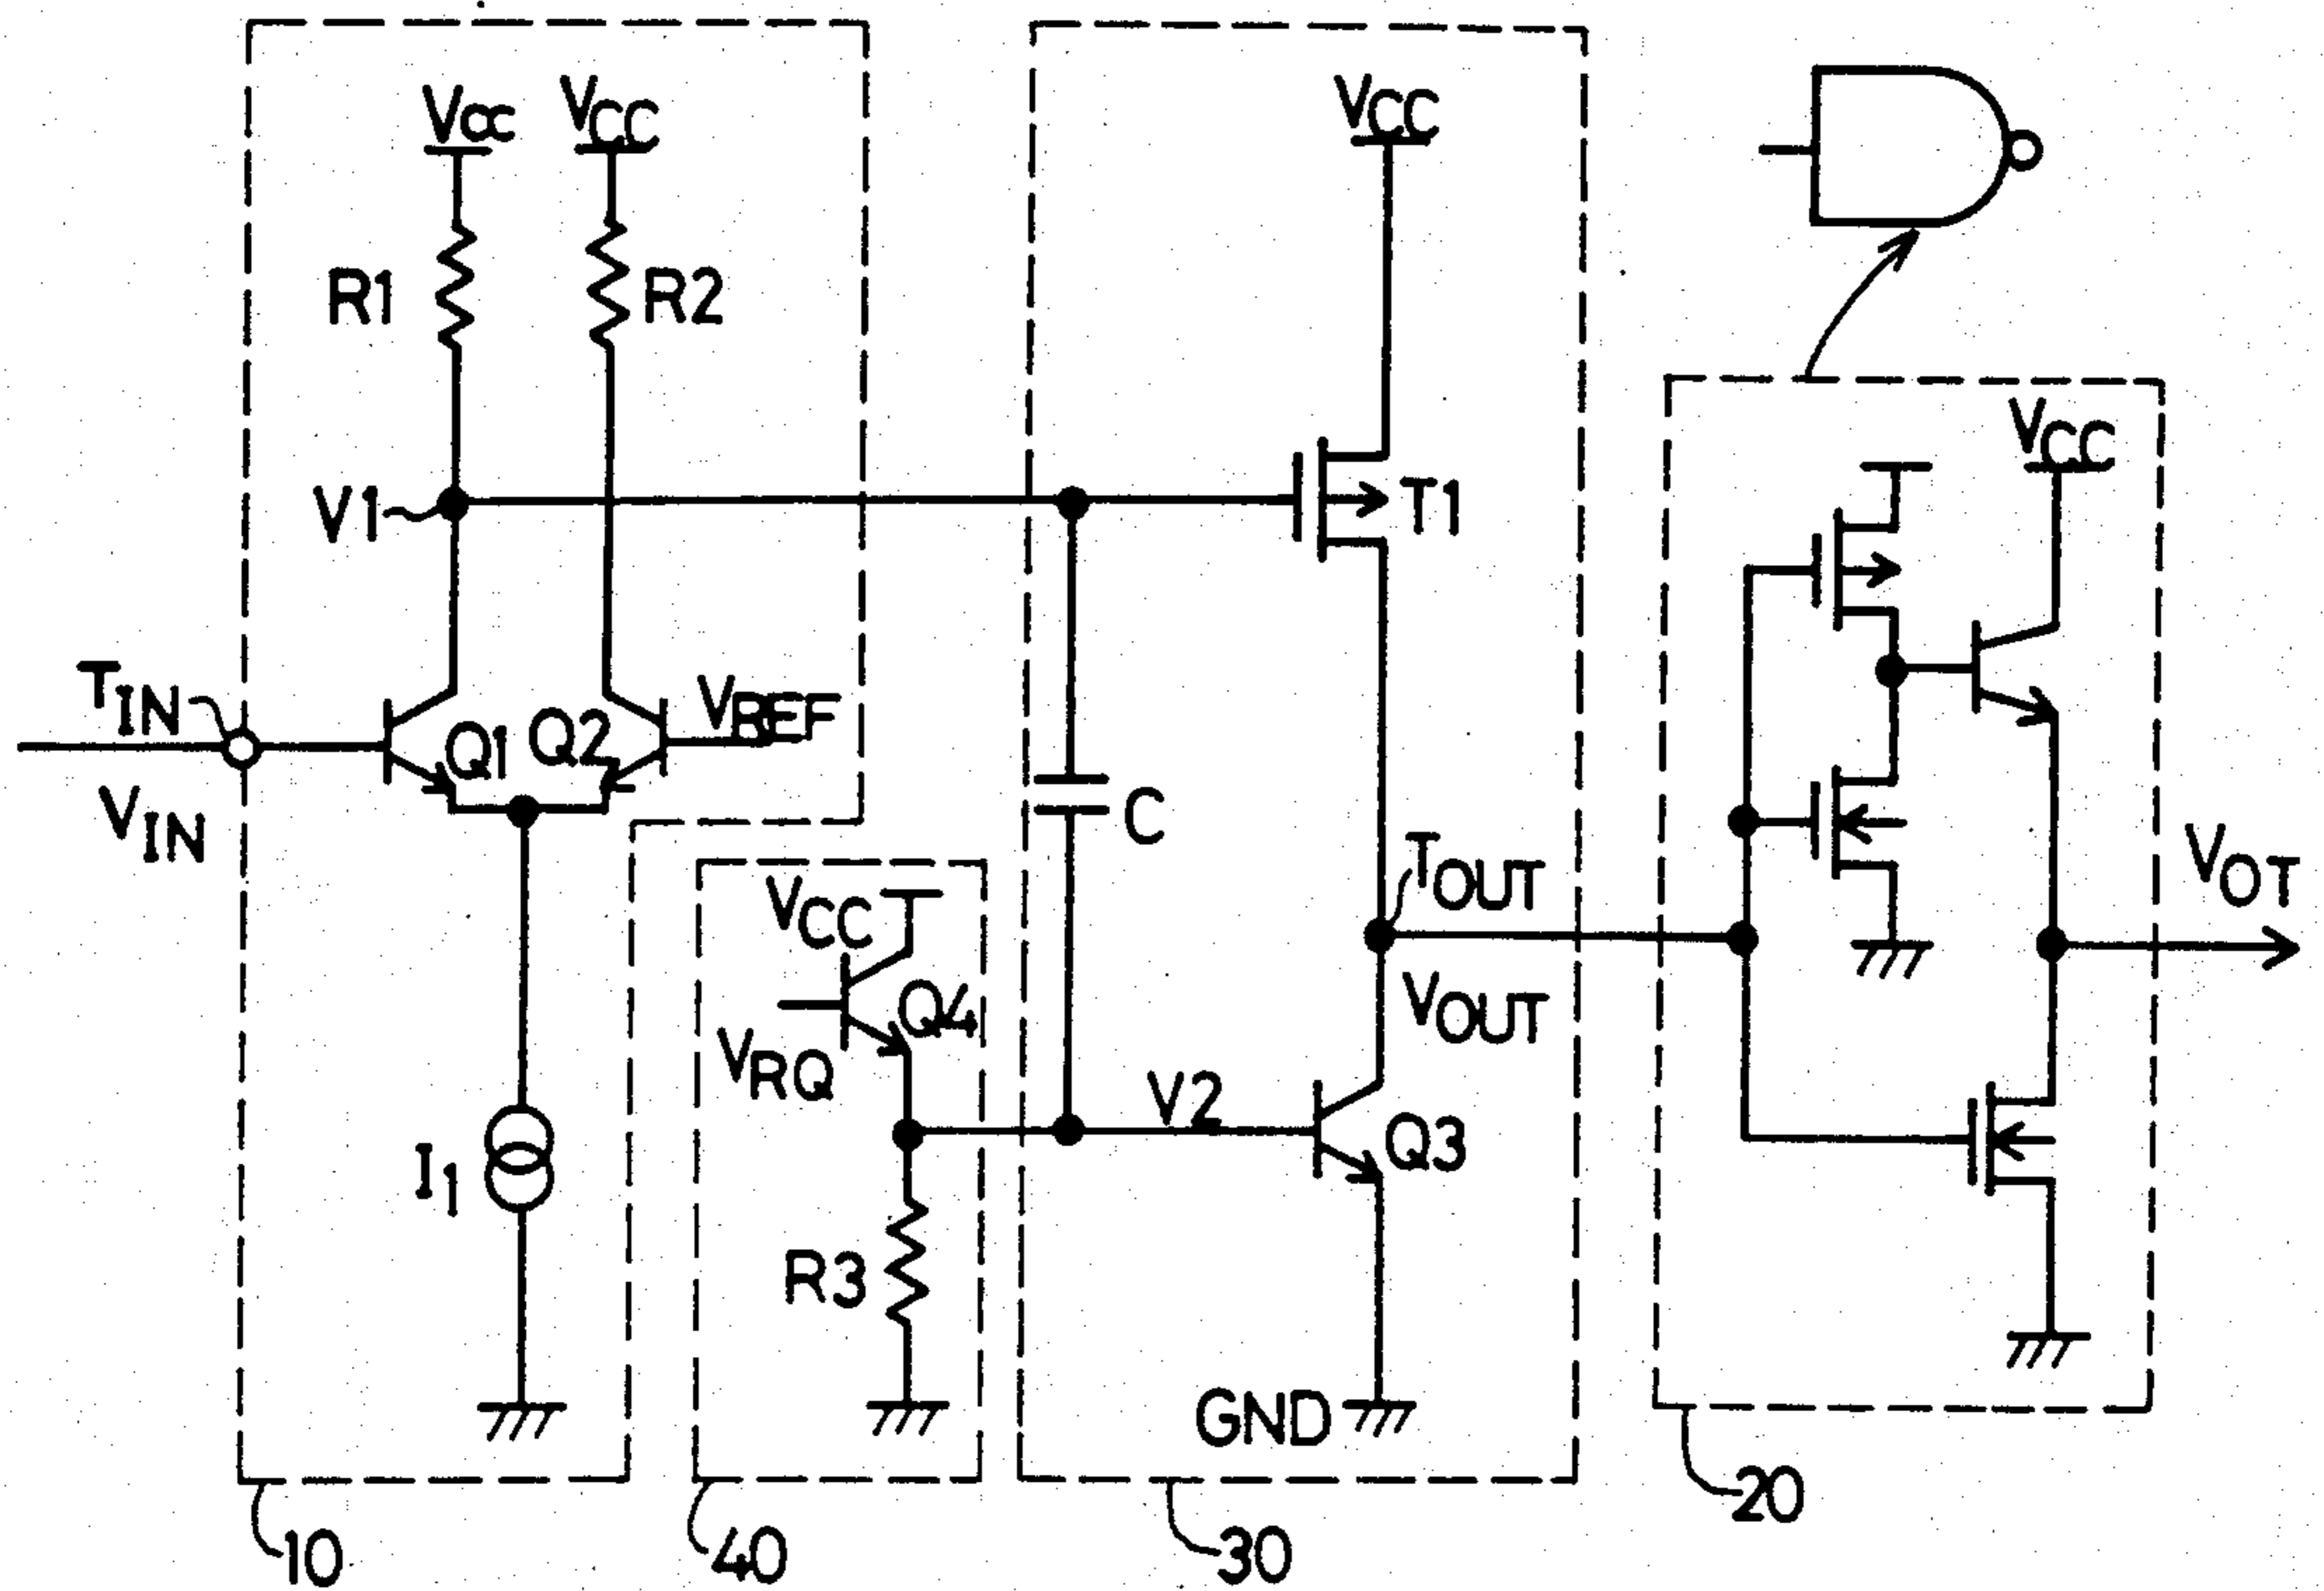 Vcc
VCC
VCC
R1
R2
VCC
V1
T1
TIN
Q1
Q2
VREF
VIN
C
TOUT
VOT
VCC
Q4
VOUT
VRQ
V2
Q3
I1
R3
GND
20
10
40
30